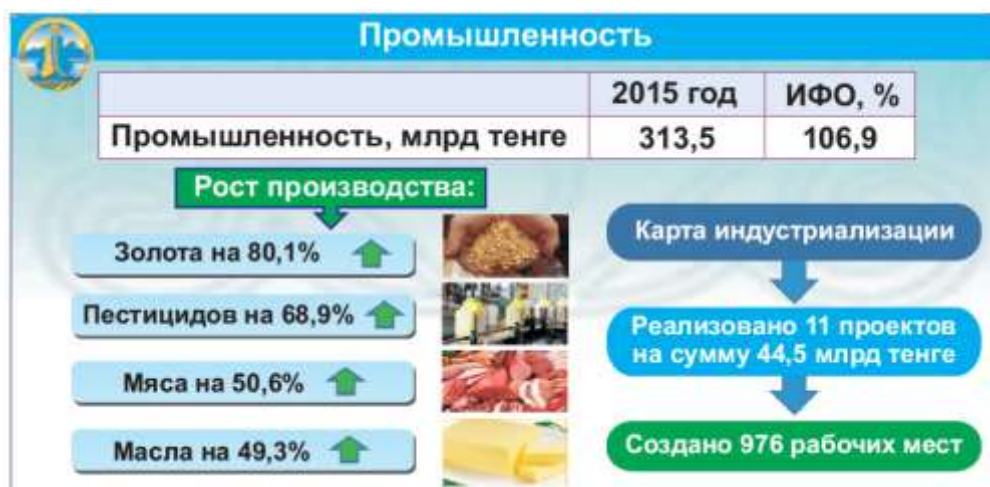 Промышленность
2015 год ИФО, %
Промышленность, млрд тенге 313,5 106,9
Рост производства:
Золота на 80,1%
Пестицидов на 68,9%
Мяса на 50,6%
Масла на 49,3%
Карта индустриализации
Реализовано 11 проектов
на сумму 44,5 млрд тенге
Создано 976 рабочих мест